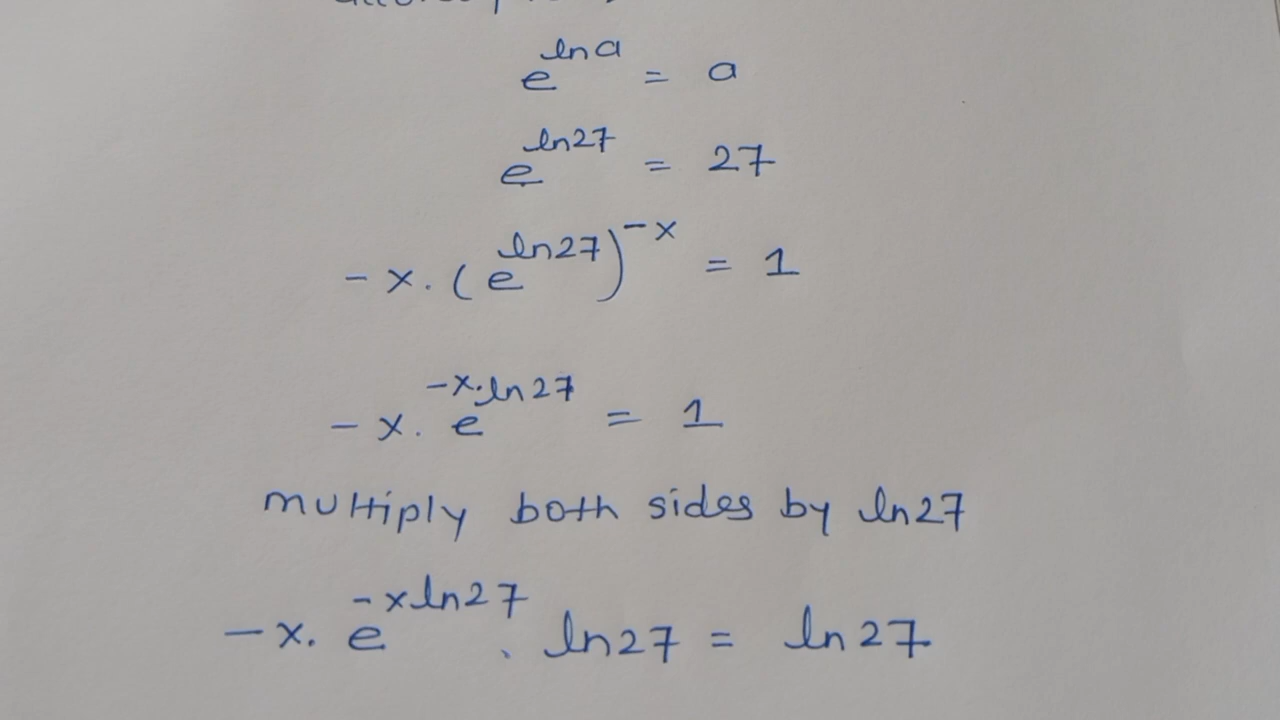 e^{ln a} = a
e^{ln27} = 27
-x.(e^{ln27})^{-x} = 1
-x.e^{-x.ln27} = 1
multiply both sides by ln27
-x.e^{-xln27} . ln27 = ln27